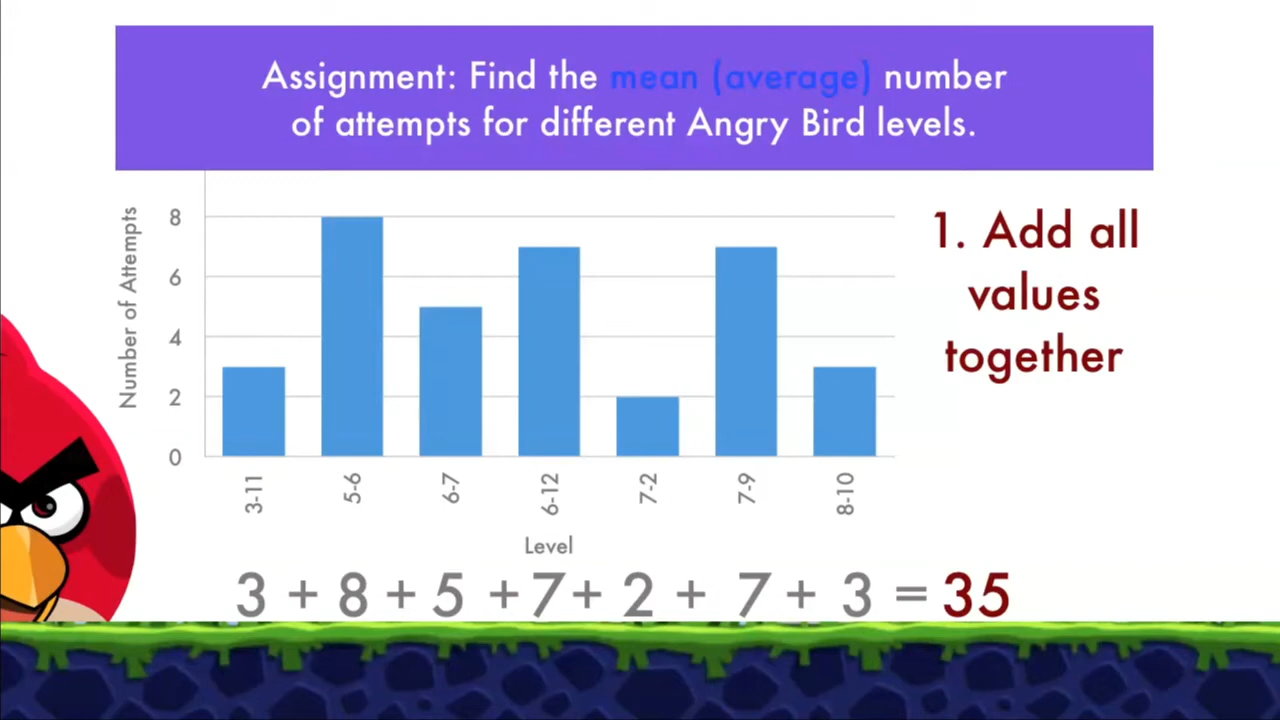 Assignment: Find the mean (average) number
of attempts for different Angry Bird levels.
Number of Attempts
8
6
4
2
0
3-11
5-6
6-7
6-12
7-2
7-9
8-10
Level
1. Add all
values
together
3 + 8 + 5 + 7 + 2 + 7 + 3 = 35